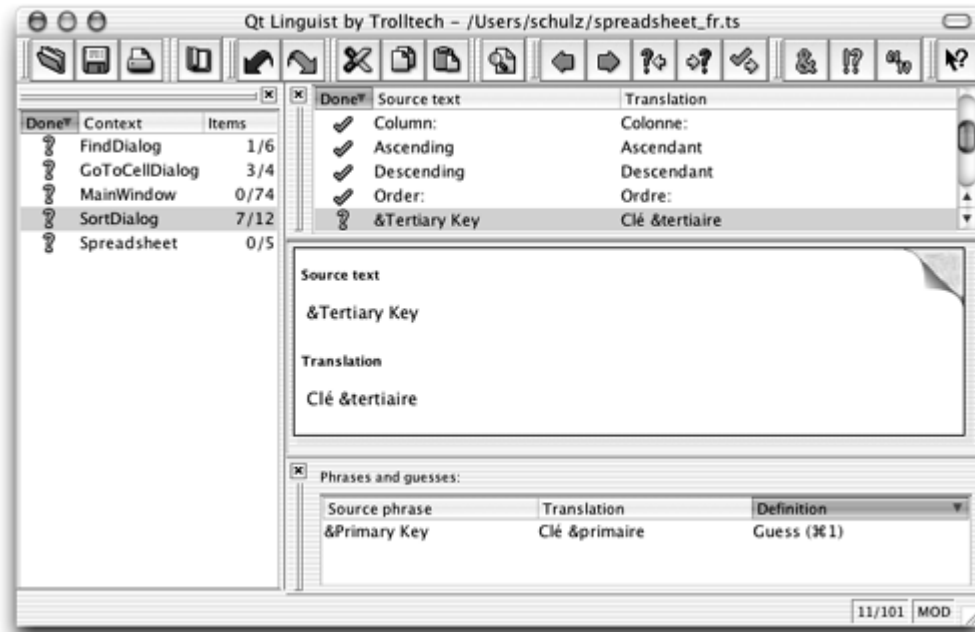 Qt Linguist by Trolltech – /Users/schulz/spreadsheet_fr.ts
Done Context Items
FindDialog 1/6
GoToCellDialog 3/4
MainWindow 0/74
SortDialog 7/12
Spreadsheet 0/5
Done Source text Translation
Column: Colonne:
Ascending Ascendant
Descending Descendant
Order: Ordre:
&Tertiary Key Clé &tertiaire
Source text
&Tertiary Key
Translation
Clé &tertiaire
Phrases and guesses:
Source phrase Translation Definition
&Primary Key Clé &primaire Guess (⌘1)
11/101 MOD